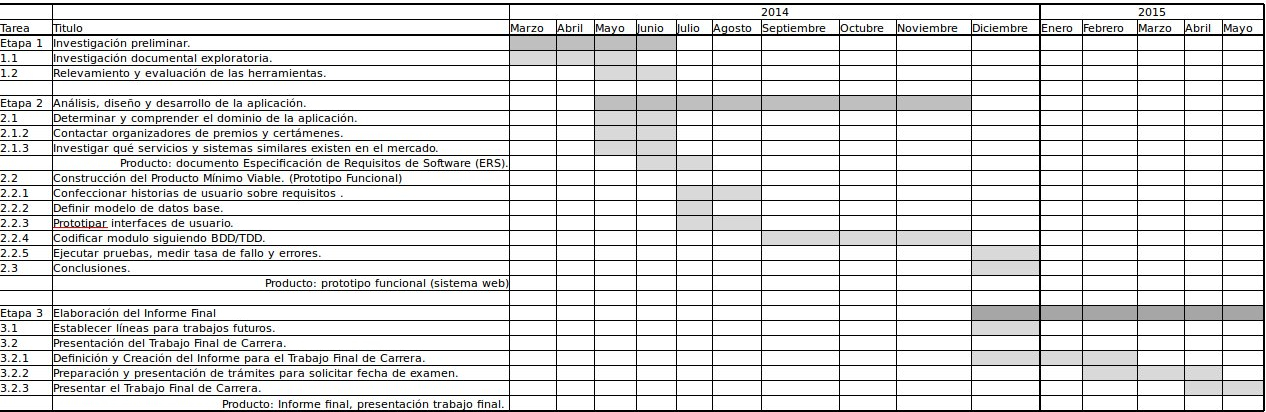 2014 2015
Tarea Titulo Marzo Abril Mayo Junio Julio Agosto Septiembre Octubre Noviembre Diciembre Enero Febrero Marzo Abril Mayo
Etapa 1 Investigación preliminar.
1.1 Investigación documental exploratoria.
1.2 Relevamiento y evaluación de las herramientas.
Etapa 2 Análisis, diseño y desarrollo de la aplicación.
2.1 Determinar y comprender el dominio de la aplicación.
2.1.2 Contactar organizadores de premios y certámenes.
2.1.3 Investigar qué servicios y sistemas similares existen en el mercado.
Producto: documento Especificación de Requisitos de Software (ERS).
2.2 Construcción del Producto Mínimo Viable. (Prototipo Funcional)
2.2.1 Confeccionar historias de usuario sobre requisitos .
2.2.2 Definir modelo de datos base.
2.2.3 Prototipar interfaces de usuario.
2.2.4 Codificar modulo siguiendo BDD/TDD.
2.2.5 Ejecutar pruebas, medir tasa de fallo y errores.
2.3 Conclusiones.
Producto: prototipo funcional (sistema web)
Etapa 3 Elaboración del Informe Final
3.1 Establecer líneas para trabajos futuros.
3.2 Presentación del Trabajo Final de Carrera.
3.2.1 Definición y Creación del Informe para el Trabajo Final de Carrera.
3.2.2 Preparación y presentación de trámites para solicitar fecha de examen.
3.2.3 Presentar el Trabajo Final de Carrera.
Producto: Informe final, presentación trabajo final.